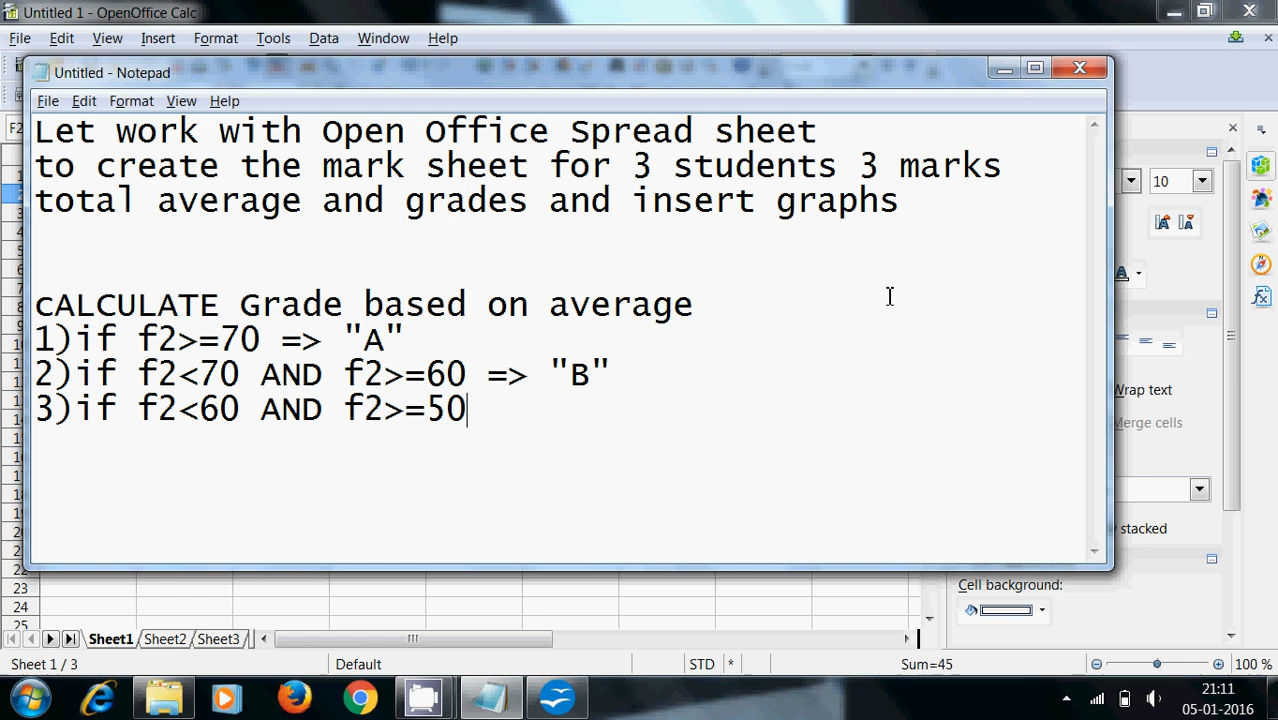 Untitled 1 - OpenOffice Calc
File Edit View Insert Format Tools Data Window Help
Untitled - Notepad
File Edit Format View Help
Let work with Open Office Spread sheet
to create the mark sheet for 3 students 3 marks
total average and grades and insert graphs
cALCULATE Grade based on average
1)if f2>=70 => "A"
2)if f2<70 AND f2>=60 => "B"
3)if f2<60 AND f2>=50
10
Wrap text
Merge cells
stacked
Cell background:
22
23
24
25
Sheet1 Sheet2 Sheet3
Sheet 1 / 3 Default STD * Sum=45 100 %
21:11
05-01-2016